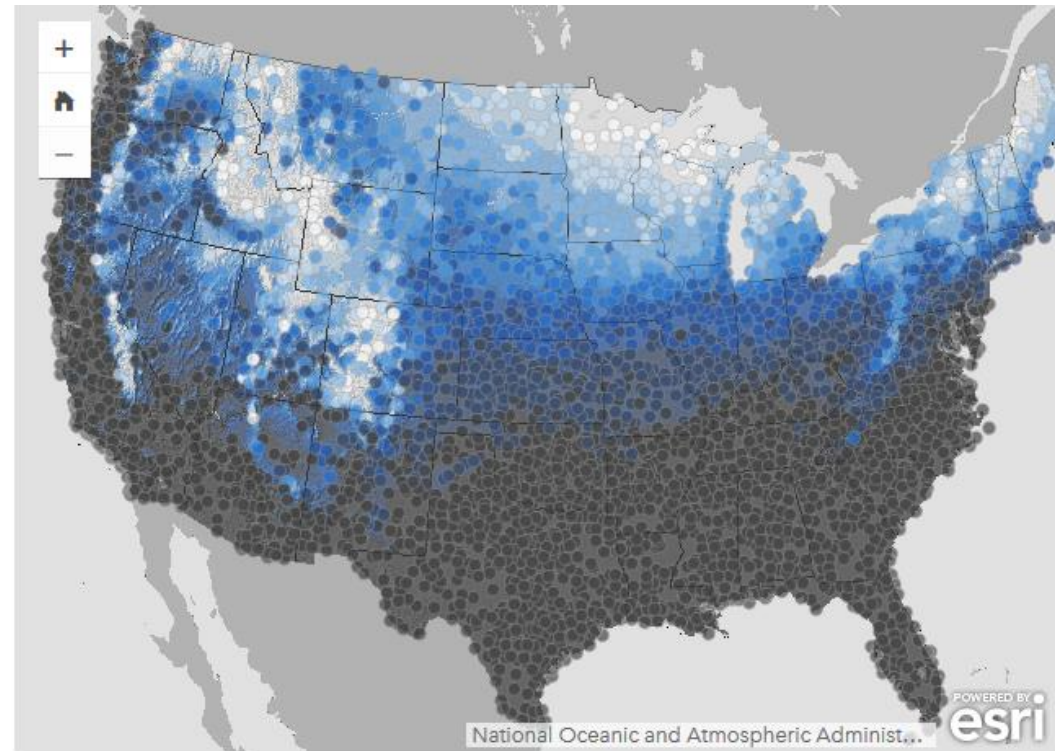 +
−
National Oceanic and Atmospheric Administ...
POWERED BY
esri